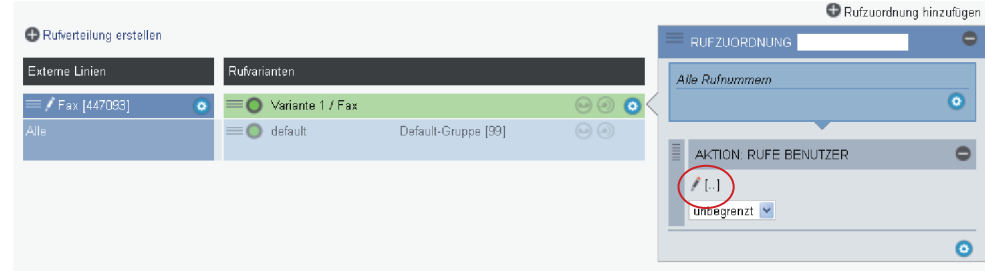 Rufzuordnung hinzufügen
Rufverteilung erstellen
RUFZUORDNUNG
Externe Linien
Rufvarianten
Alle Rufnummern
Fax [447093]
Variante 1 / Fax
Alle
default Default-Gruppe [99]
AKTION: RUFE BENUTZER
[..]
unbegrenzt